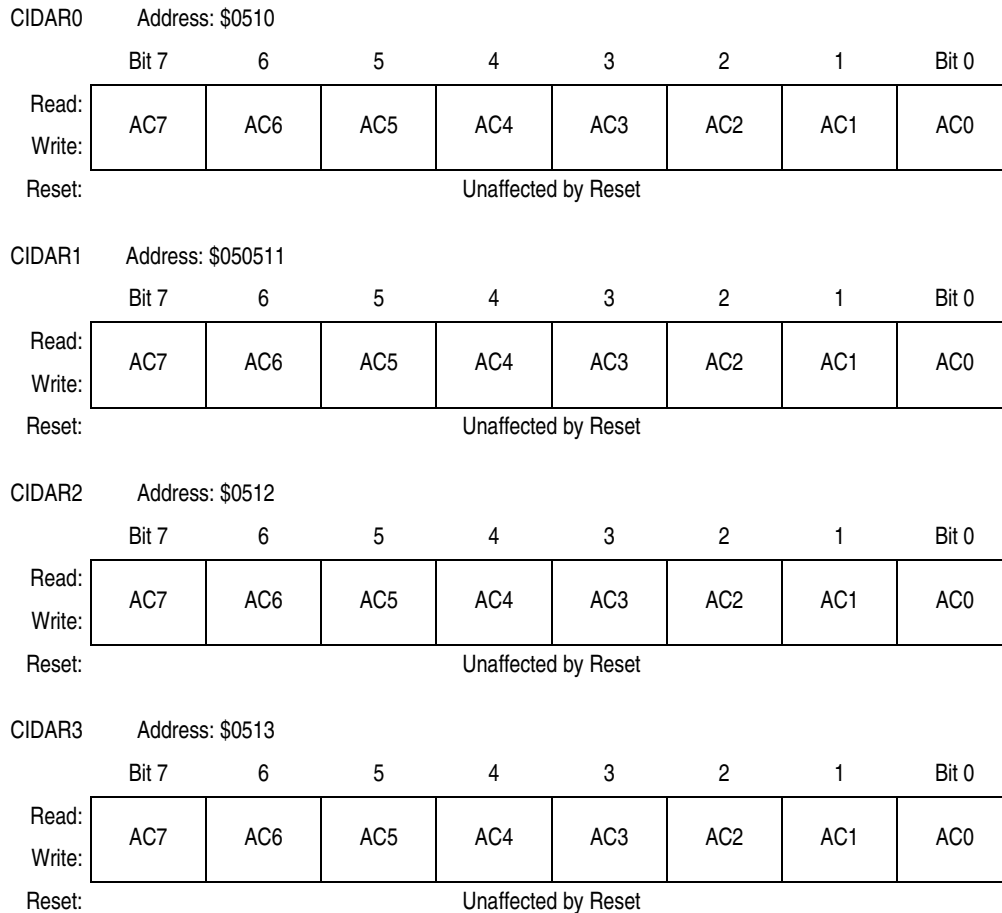 CIDAR0 Address: $0510
Bit 7 6 5 4 3 2 1 Bit 0
Read:
AC7 AC6 AC5 AC4 AC3 AC2 AC1 AC0
Write:
Reset: Unaffected by Reset
CIDAR1 Address: $050511
Bit 7 6 5 4 3 2 1 Bit 0
Read:
AC7 AC6 AC5 AC4 AC3 AC2 AC1 AC0
Write:
Reset: Unaffected by Reset
CIDAR2 Address: $0512
Bit 7 6 5 4 3 2 1 Bit 0
Read:
AC7 AC6 AC5 AC4 AC3 AC2 AC1 AC0
Write:
Reset: Unaffected by Reset
CIDAR3 Address: $0513
Bit 7 6 5 4 3 2 1 Bit 0
Read:
AC7 AC6 AC5 AC4 AC3 AC2 AC1 AC0
Write:
Reset: Unaffected by Reset